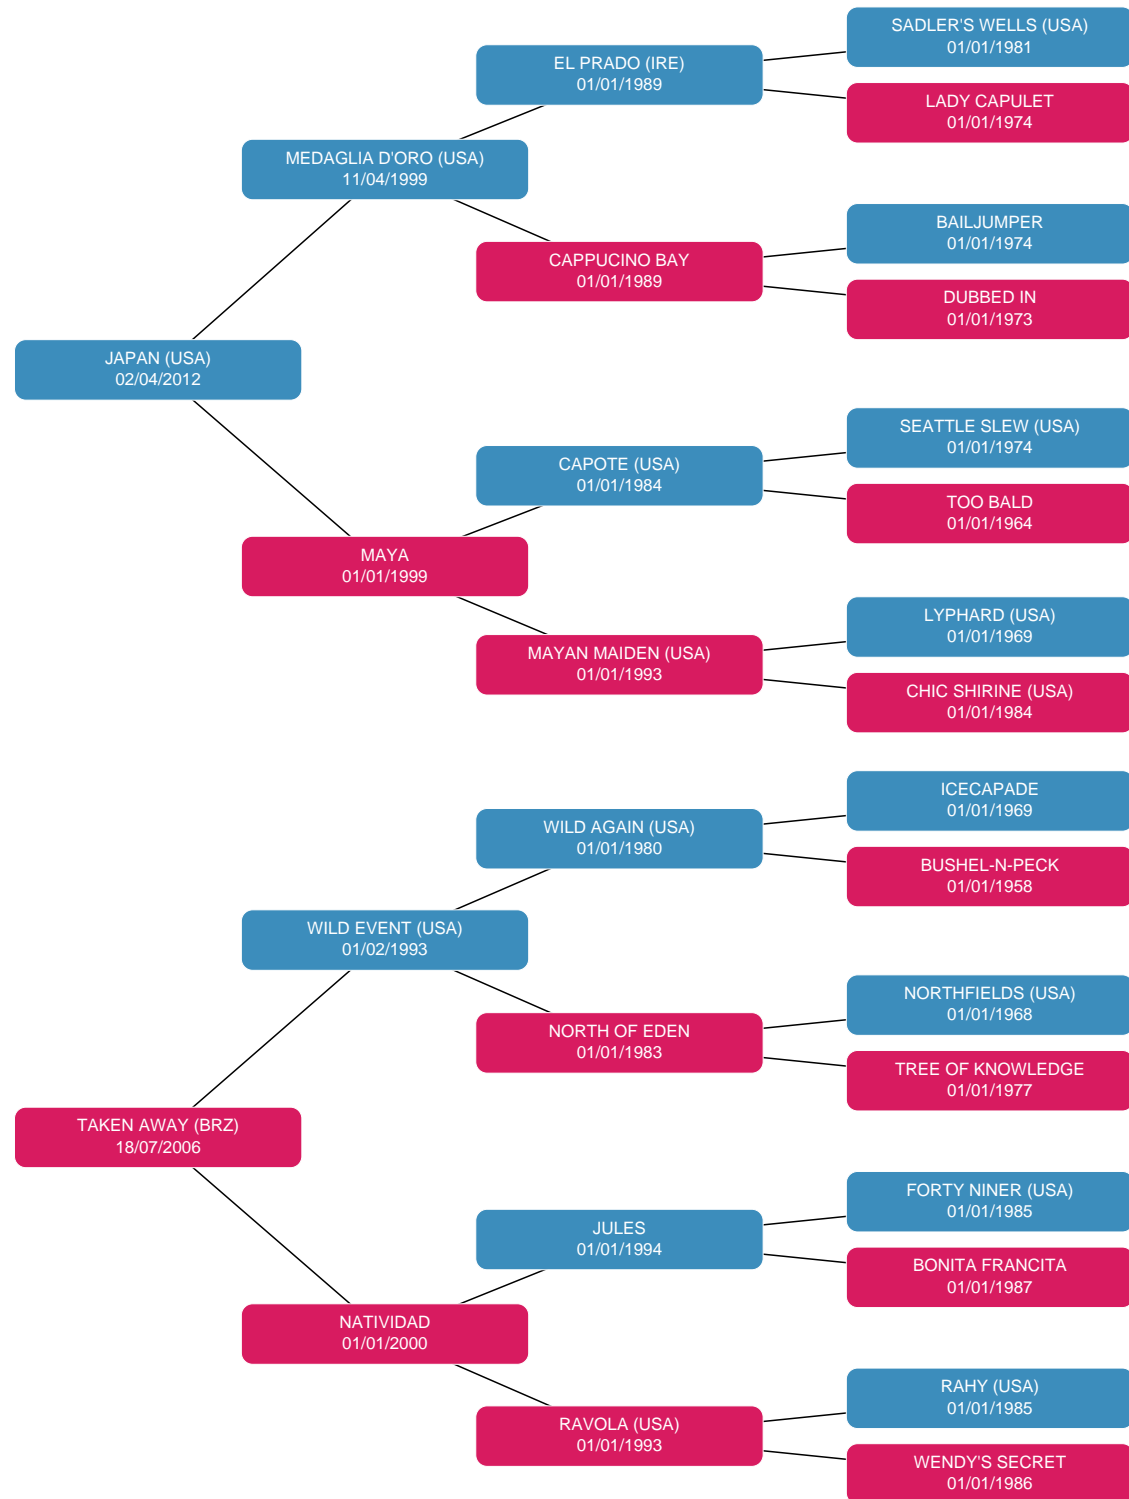 SADLER'S WELLS (USA)
01/01/1981
EL PRADO (IRE)
01/01/1989
LADY CAPULET
01/01/1974
MEDAGLIA D'ORO (USA)
11/04/1999
BAILJUMPER
01/01/1974
CAPPUCINO BAY
01/01/1989
DUBBED IN
01/01/1973
JAPAN (USA)
02/04/2012
SEATTLE SLEW (USA)
01/01/1974
CAPOTE (USA)
01/01/1984
TOO BALD
01/01/1964
MAYA
01/01/1999
LYPHARD (USA)
01/01/1969
MAYAN MAIDEN (USA)
01/01/1993
CHIC SHIRINE (USA)
01/01/1984
ICECAPADE
01/01/1969
WILD AGAIN (USA)
01/01/1980
BUSHEL-N-PECK
01/01/1958
WILD EVENT (USA)
01/02/1993
NORTHFIELDS (USA)
01/01/1968
NORTH OF EDEN
01/01/1983
TREE OF KNOWLEDGE
01/01/1977
TAKEN AWAY (BRZ)
18/07/2006
FORTY NINER (USA)
01/01/1985
JULES
01/01/1994
BONITA FRANCITA
01/01/1987
NATIVIDAD
01/01/2000
RAHY (USA)
01/01/1985
RAVOLA (USA)
01/01/1993
WENDY'S SECRET
01/01/1986